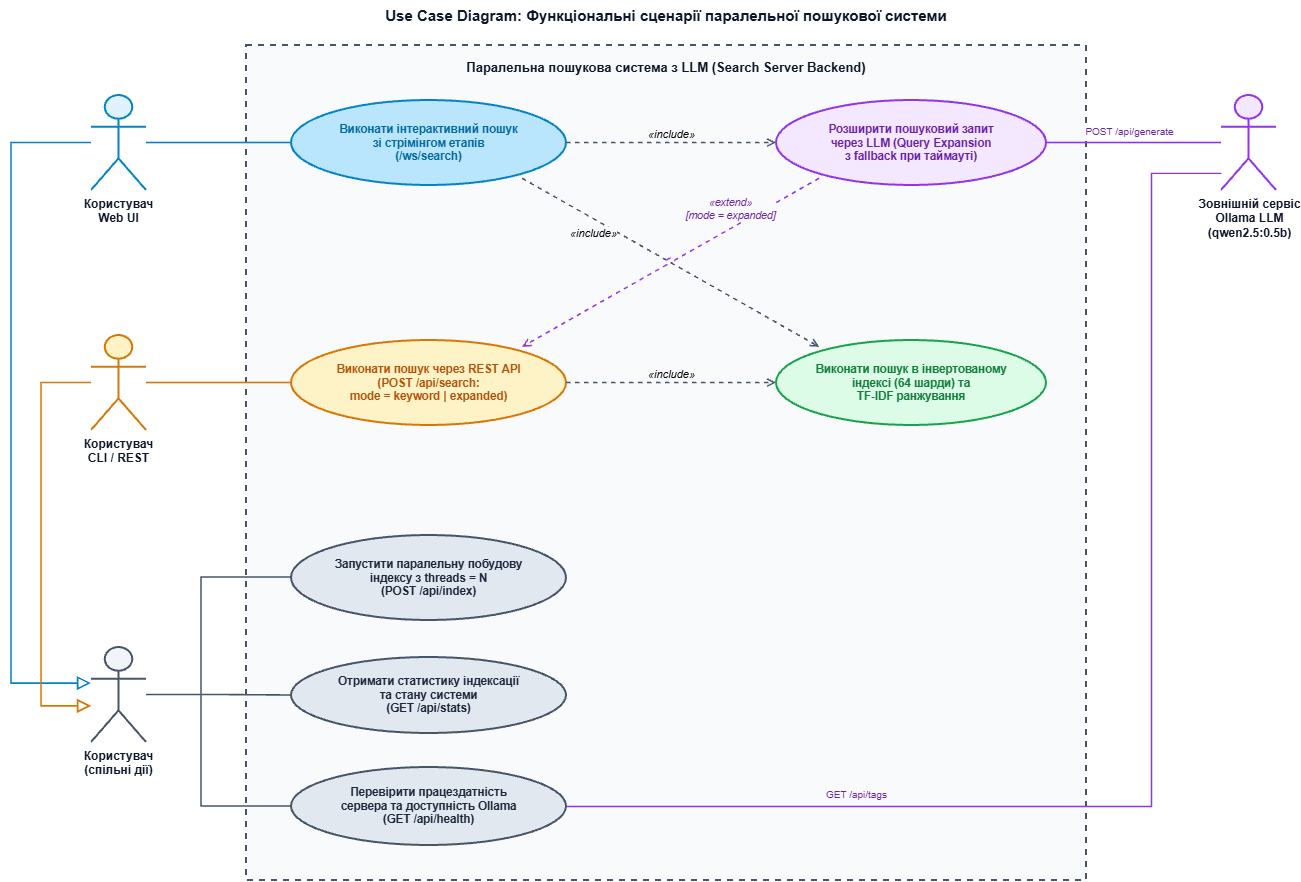 Use Case Diagram: Функціональні сценарії паралельної пошукової системи
Паралельна пошукова система з LLM (Search Server Backend)
Користувач
Web UI
Виконати інтерактивний пошук
зі стрімінгом етапів
(/ws/search)
«include»
Розширити пошуковий запит
через LLM (Query Expansion
з fallback при таймауті)
POST /api/generate
Зовнішній сервіс
Ollama LLM
(qwen2.5:0.5b)
«extend»
[mode = expanded]
«include»
Користувач
CLI / REST
Виконати пошук через REST API
(POST /api/search:
mode = keyword | expanded)
«include»
Виконати пошук в інвертованому
індексі (64 шарди) та
TF-IDF ранжування
Запустити паралельну побудову
індексу з threads = N
(POST /api/index)
Користувач
(спільні дії)
Отримати статистику індексації
та стану системи
(GET /api/stats)
Перевірити працездатність
сервера та доступність Ollama
(GET /api/health)
GET /api/tags